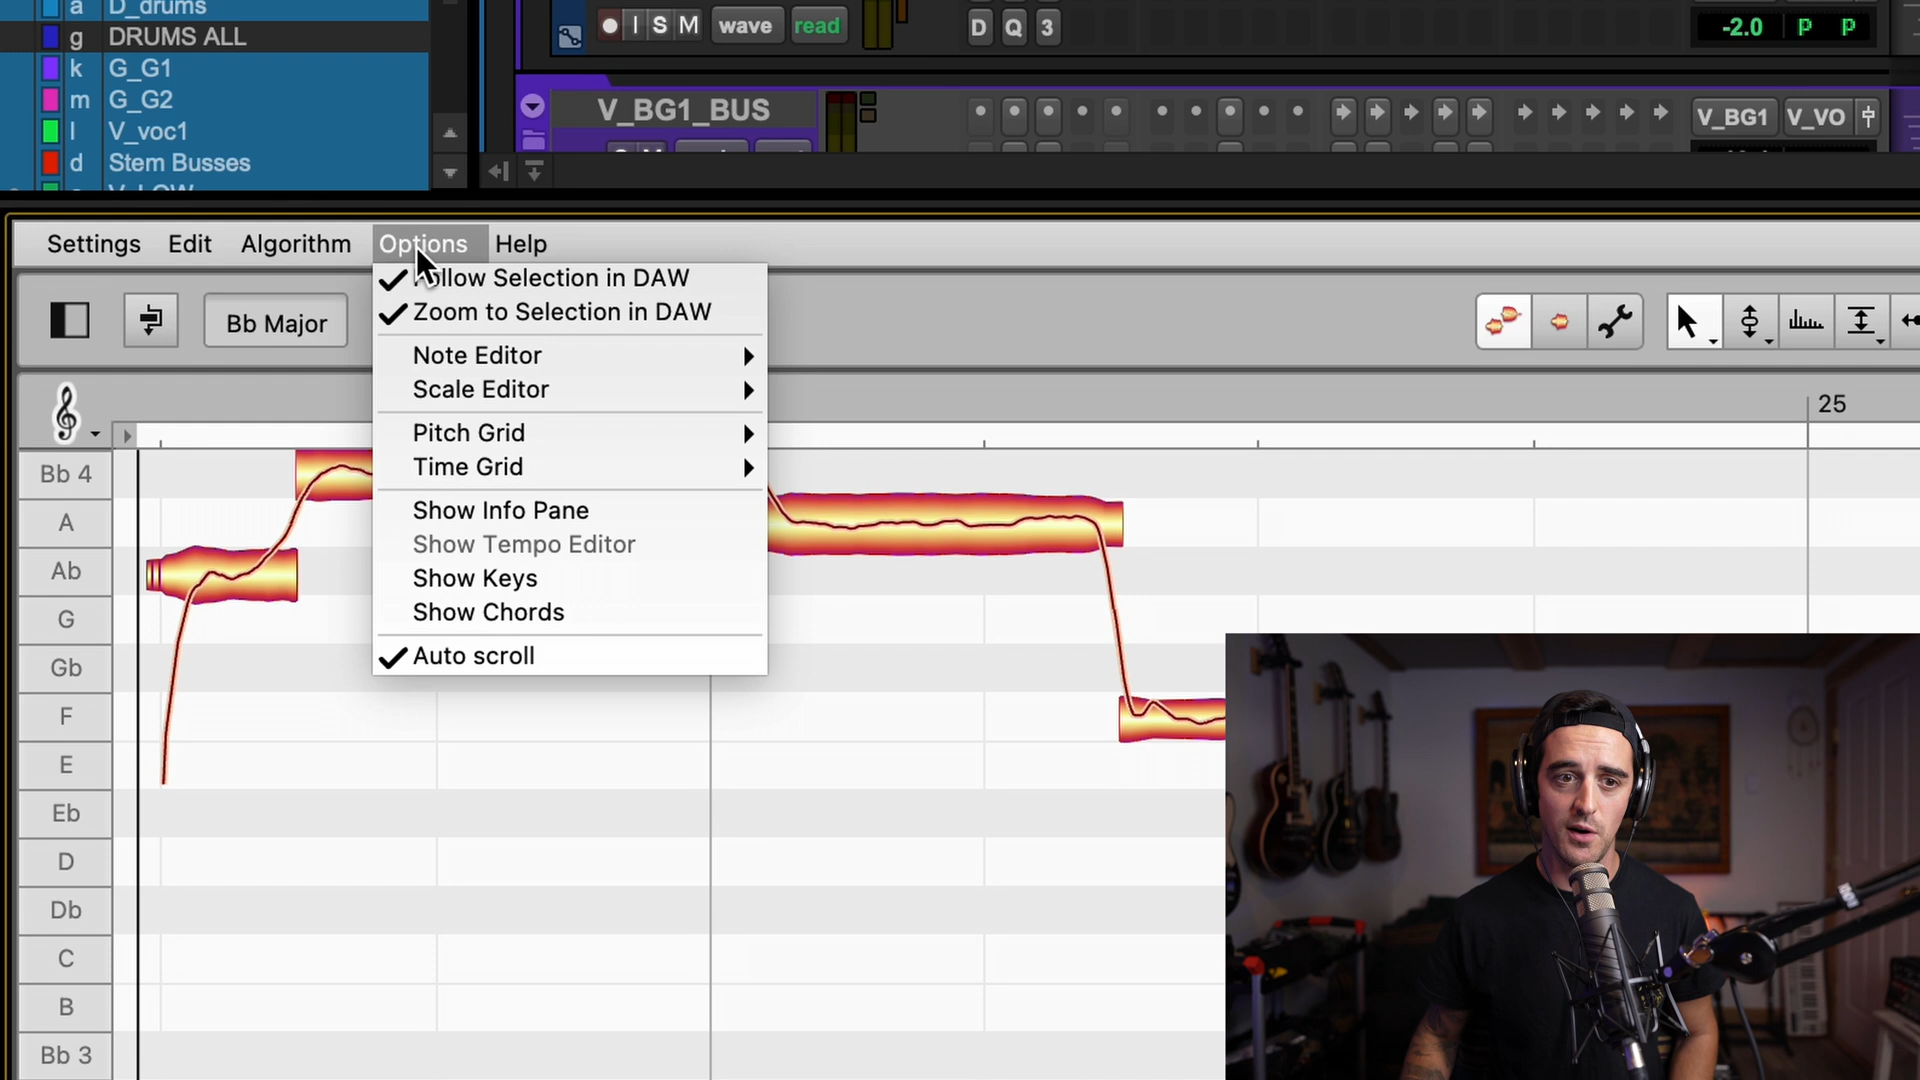 a D_drums
g DRUMS ALL
k G_G1
m G_G2
l V_voc1
d Stem Busses
I S M wave read
D Q 3
-2.0 P P
V_BG1_BUS
V_BG1 V_VO
Settings Edit Algorithm Options Help
Bb Major
Follow Selection in DAW
Zoom to Selection in DAW
Note Editor
Scale Editor
Pitch Grid
Time Grid
Show Info Pane
Show Tempo Editor
Show Keys
Show Chords
Auto scroll
25
Bb 4
A
Ab
G
Gb
F
E
Eb
D
Db
C
B
Bb 3